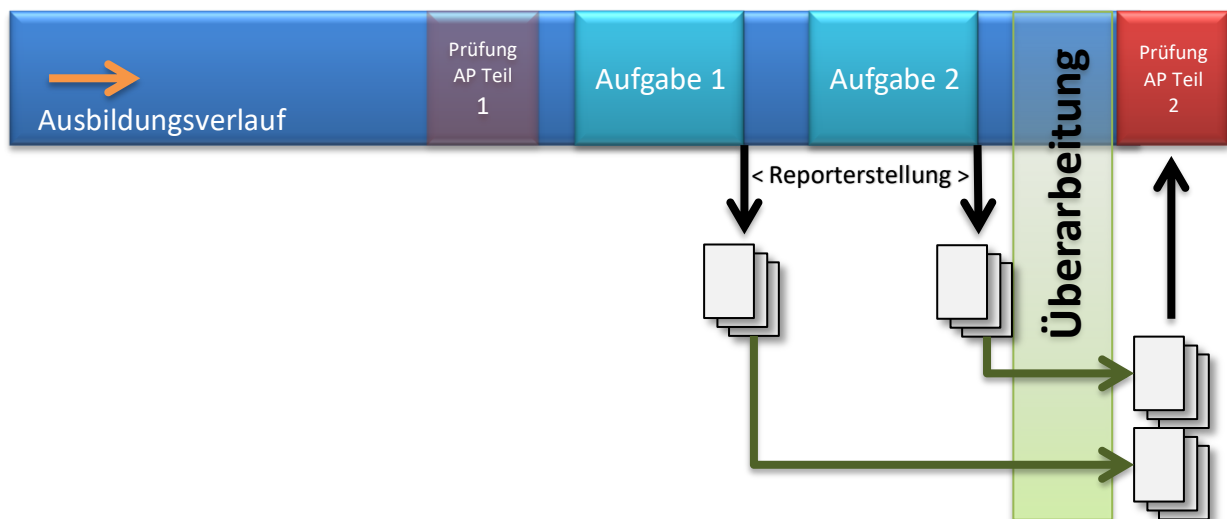 Ausbildungsverlauf
Prüfung
AP Teil
1
Aufgabe 1
Aufgabe 2
Überarbeitung
Prüfung
AP Teil
2
< Reporterstellung >